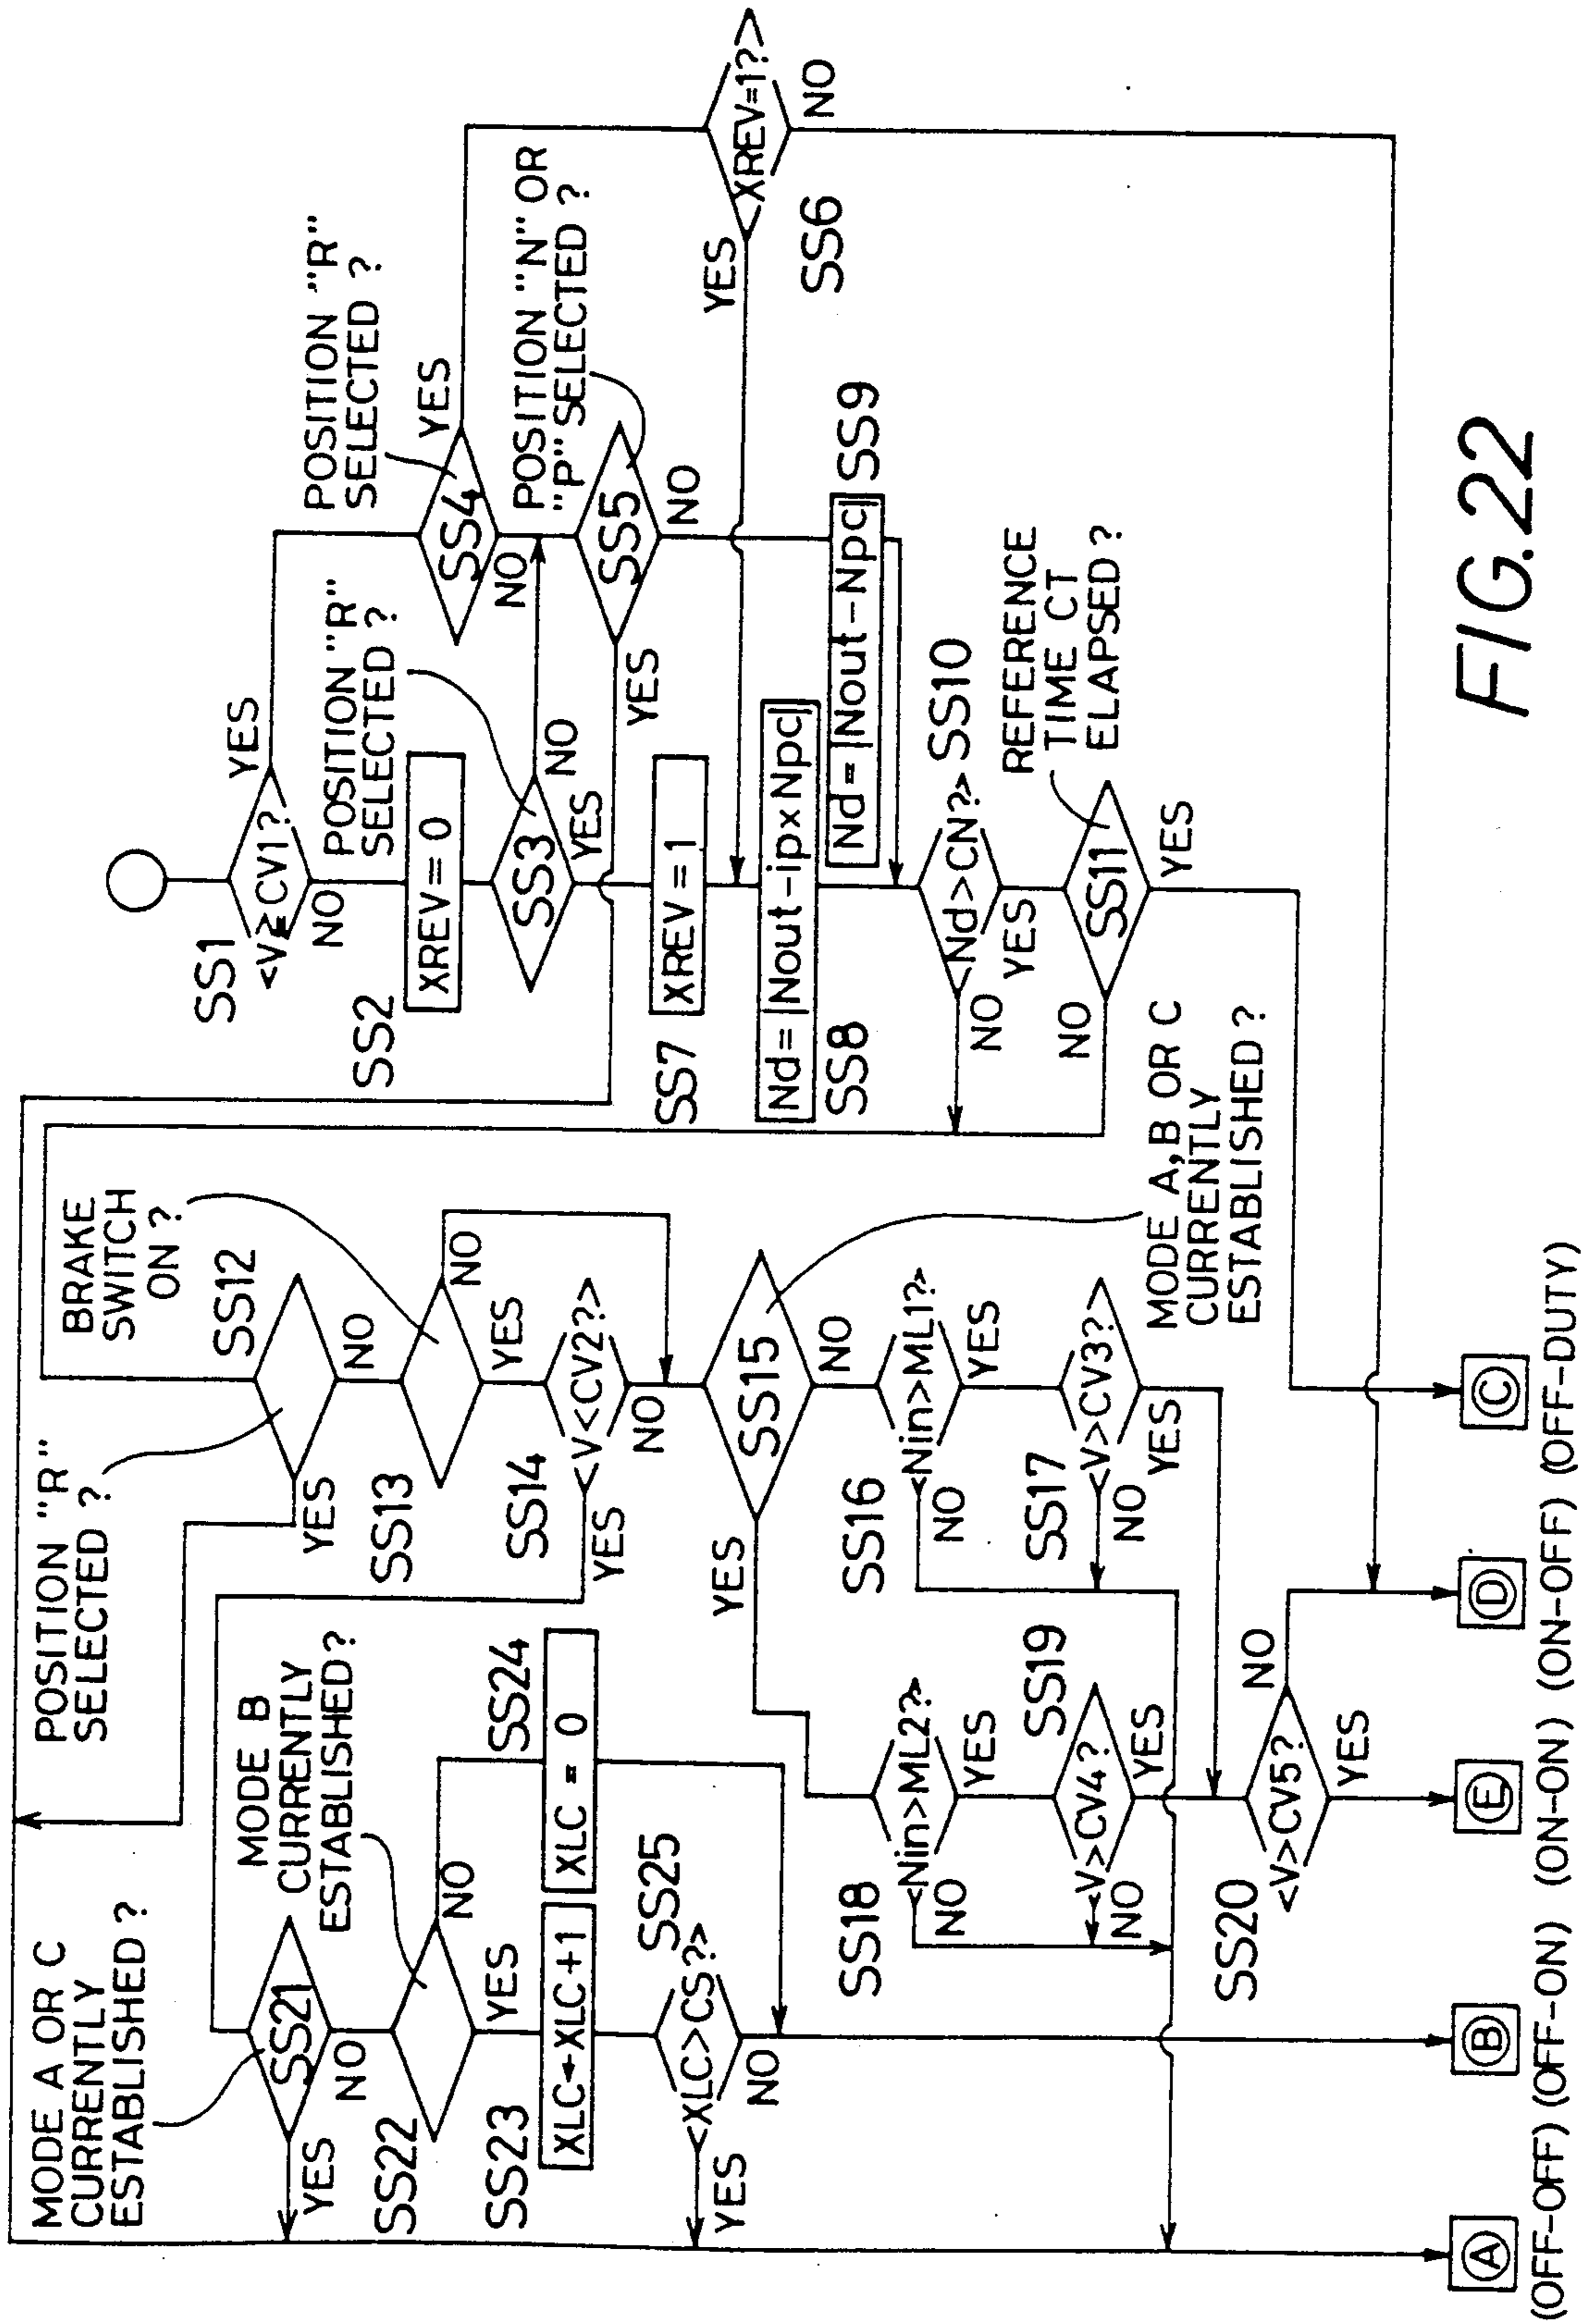 SS1
<V≧CV1?
YES
NO
SS2
XREV=0
POSITION "R"
SELECTED ?
SS3
NO
YES
POSITION "R"
SELECTED ?
SS4
YES
NO
POSITION "N" OR
"P" SELECTED ?
SS5
NO
YES
<XREV=1?>
YES
NO
SS6
SS7
XREV=1
Nd=|Nout-ip×Npc|
SS8
Nd=|Nout-Npc|
SS9
<Nd>CN?>
SS10
NO
YES
REFERENCE
TIME CT
ELAPSED?
SS11
NO
YES
BRAKE
SWITCH
ON ?
POSITION "R"
SELECTED ?
SS12
YES
NO
SS13
NO
YES
SS14
<V<CV2?>
YES
NO
SS15
YES
NO
MODE A,B OR C
CURRENTLY
ESTABLISHED?
SS16
<Nin>ML1?>
NO
YES
SS17
<V>CV3?>
NO
YES
SS18
<Nin>ML2?>
NO
YES
SS19
<V>CV4?
NO
YES
SS20
<V>CV5?
NO
YES
MODE A OR C
CURRENTLY
ESTABLISHED?
SS21
YES
NO
MODE B
CURRENTLY
ESTABLISHED?
SS22
NO
YES
SS23
XLC←XLC+1
SS24
XLC=0
SS25
<XLC>CS?>
YES
NO
A
B
E
D
C
(OFF-OFF) (OFF-ON) (ON-ON) (ON-OFF) (OFF-DUTY)
FIG.22